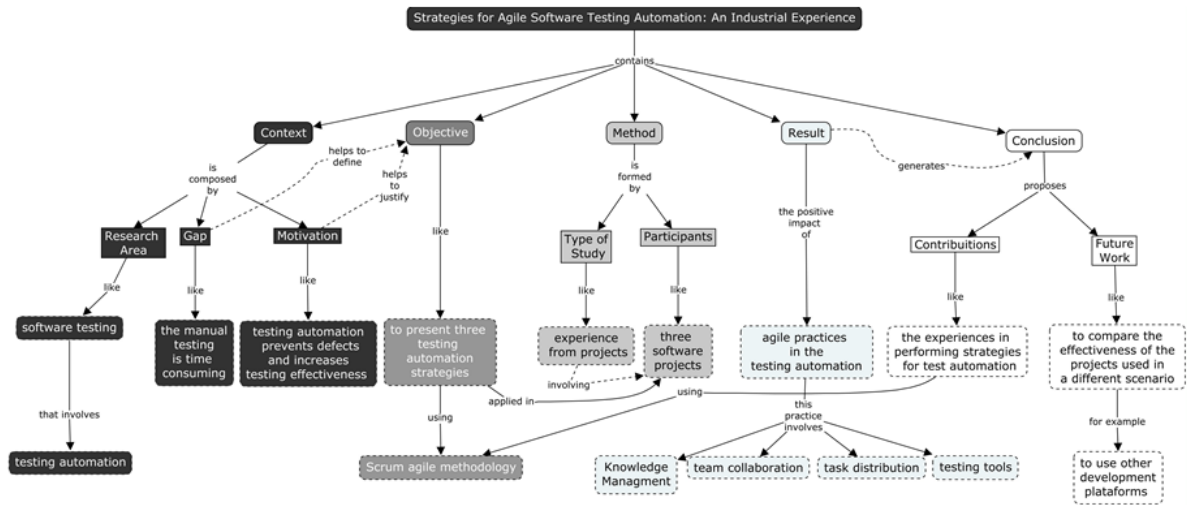 Strategies for Agile Software Testing Automation: An Industrial Experience
contains
Context
Objective
Method
Result
Conclusion
helps to
define
generates
is
composed
by
helps
to
justify
is
formed
by
proposes
the positive
impact
of
like
Research
Area
Gap
Motivation
Type of
Study
Participants
Contribuitions
Future
Work
like
like
like
like
like
like
like
software testing
the manual
testing
is time
consuming
testing automation
prevents defects
and increases
testing effectiveness
to present three
testing
automation
strategies
experience
from projects
three
software
projects
agile practices
in the
testing automation
the experiences in
performing strategies
for test automation
to compare the
effectiveness of the
projects used in
a different scenario
involving
applied in
using
that involves
using
this
practice
involves
for example
testing automation
Scrum agile methodology
Knowledge
Managment
team collaboration
task distribution
testing tools
to use other
development
plataforms